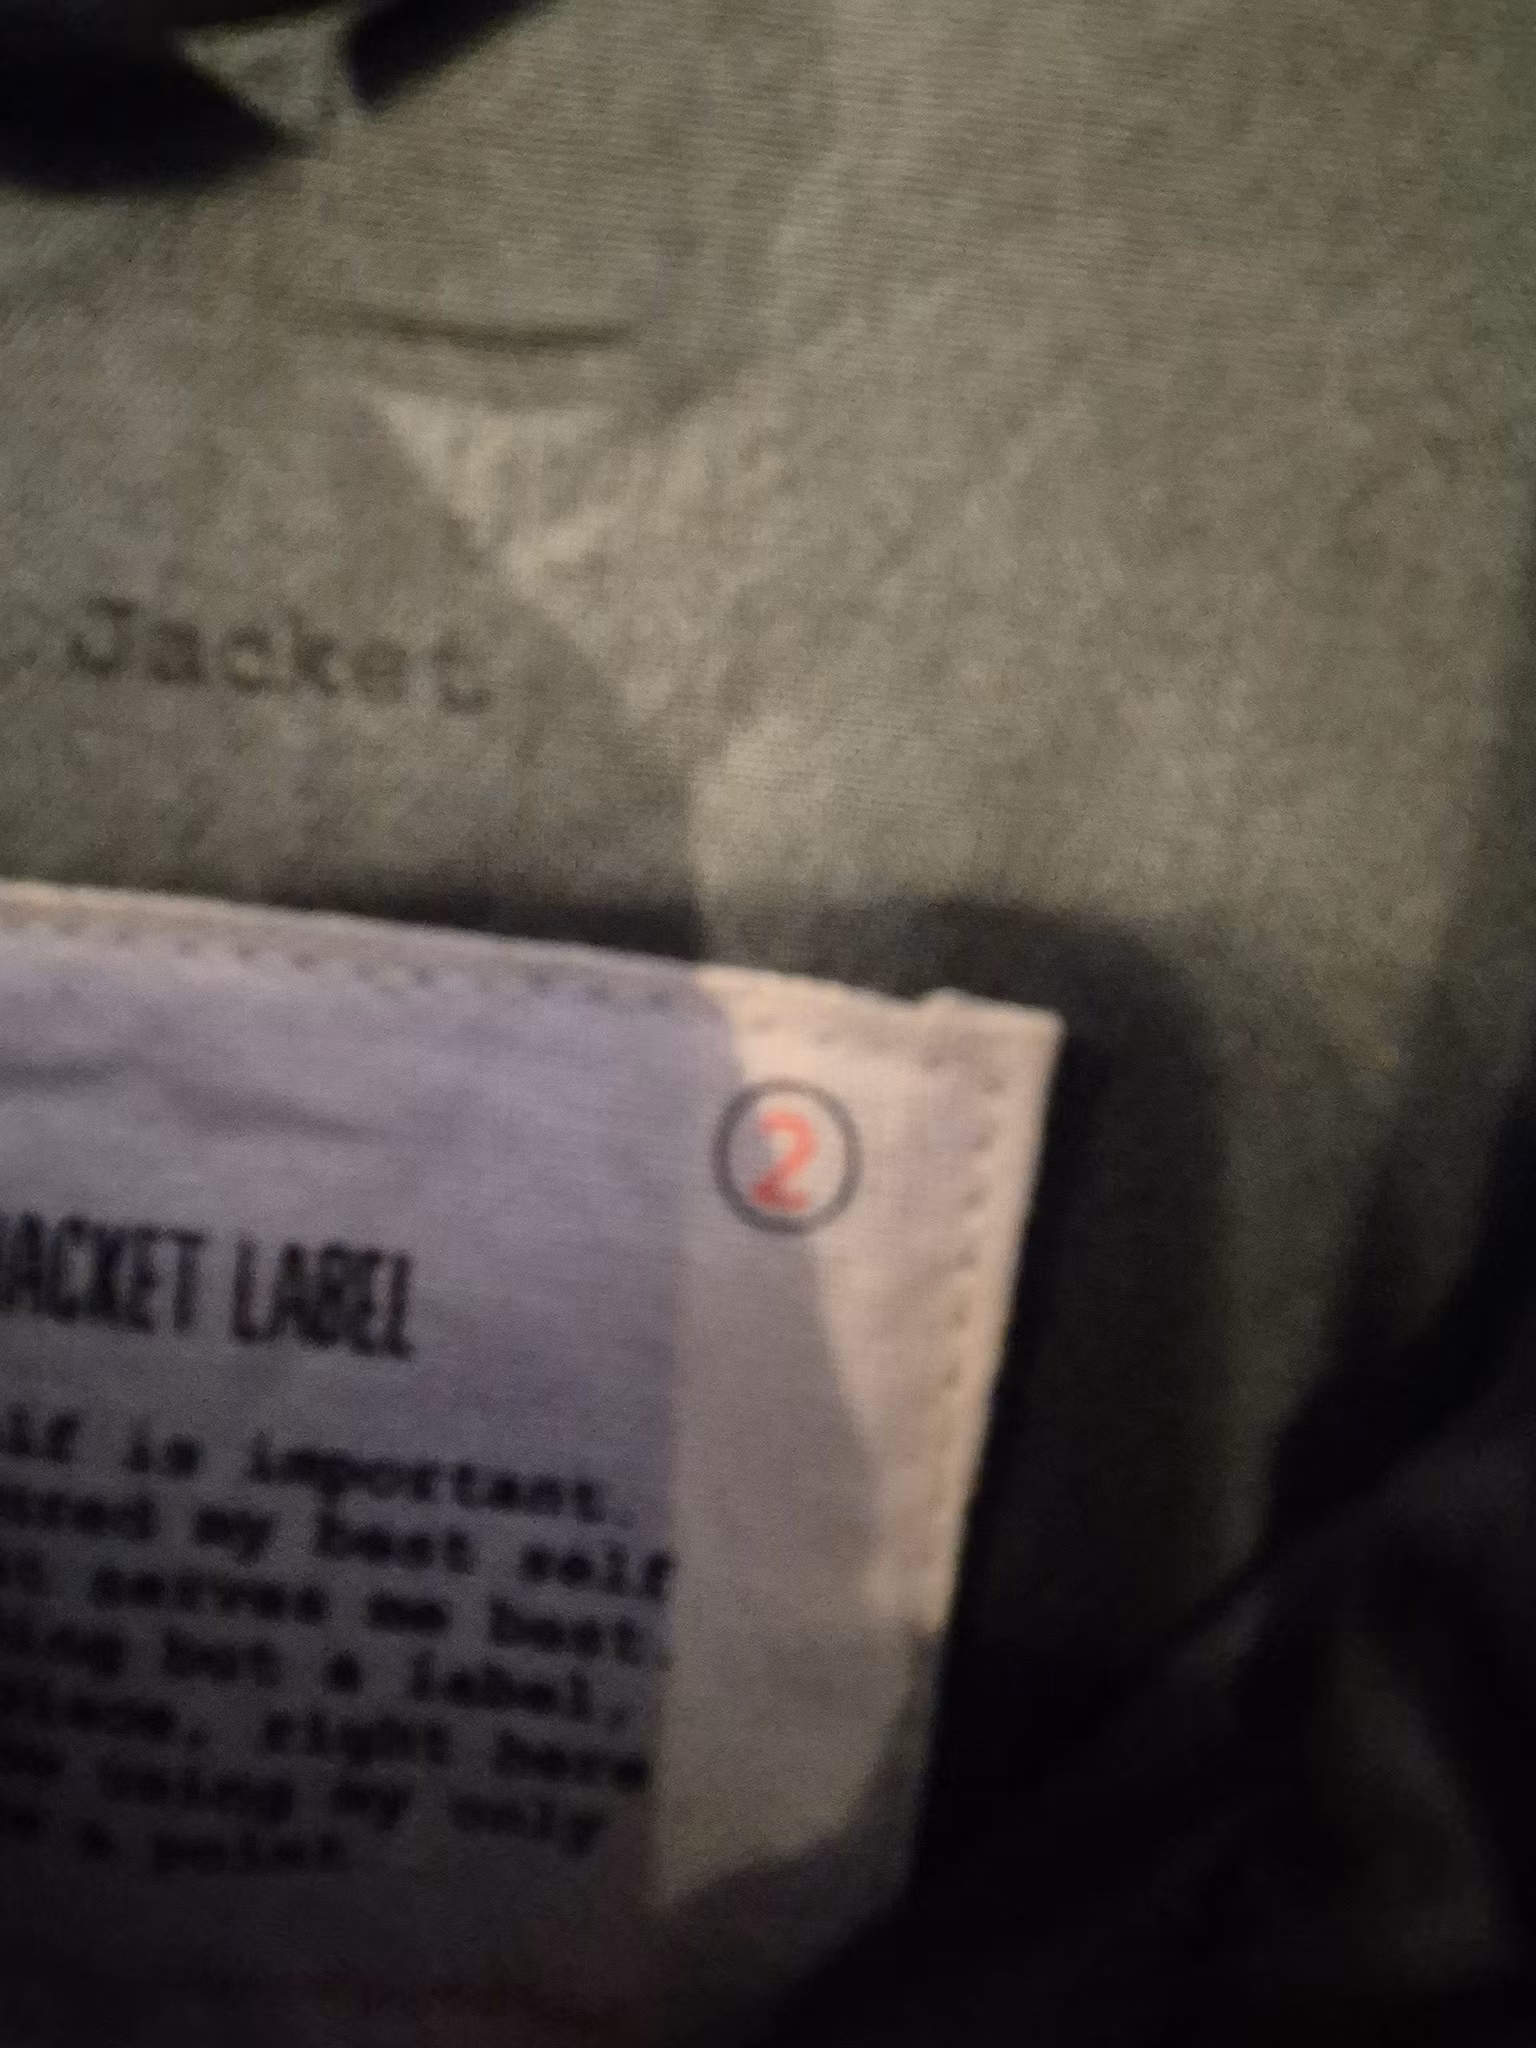 Jacket
2
JACKET LABEL
is important.
my best self
serves me best.
but a label,
right here
using my only
a point